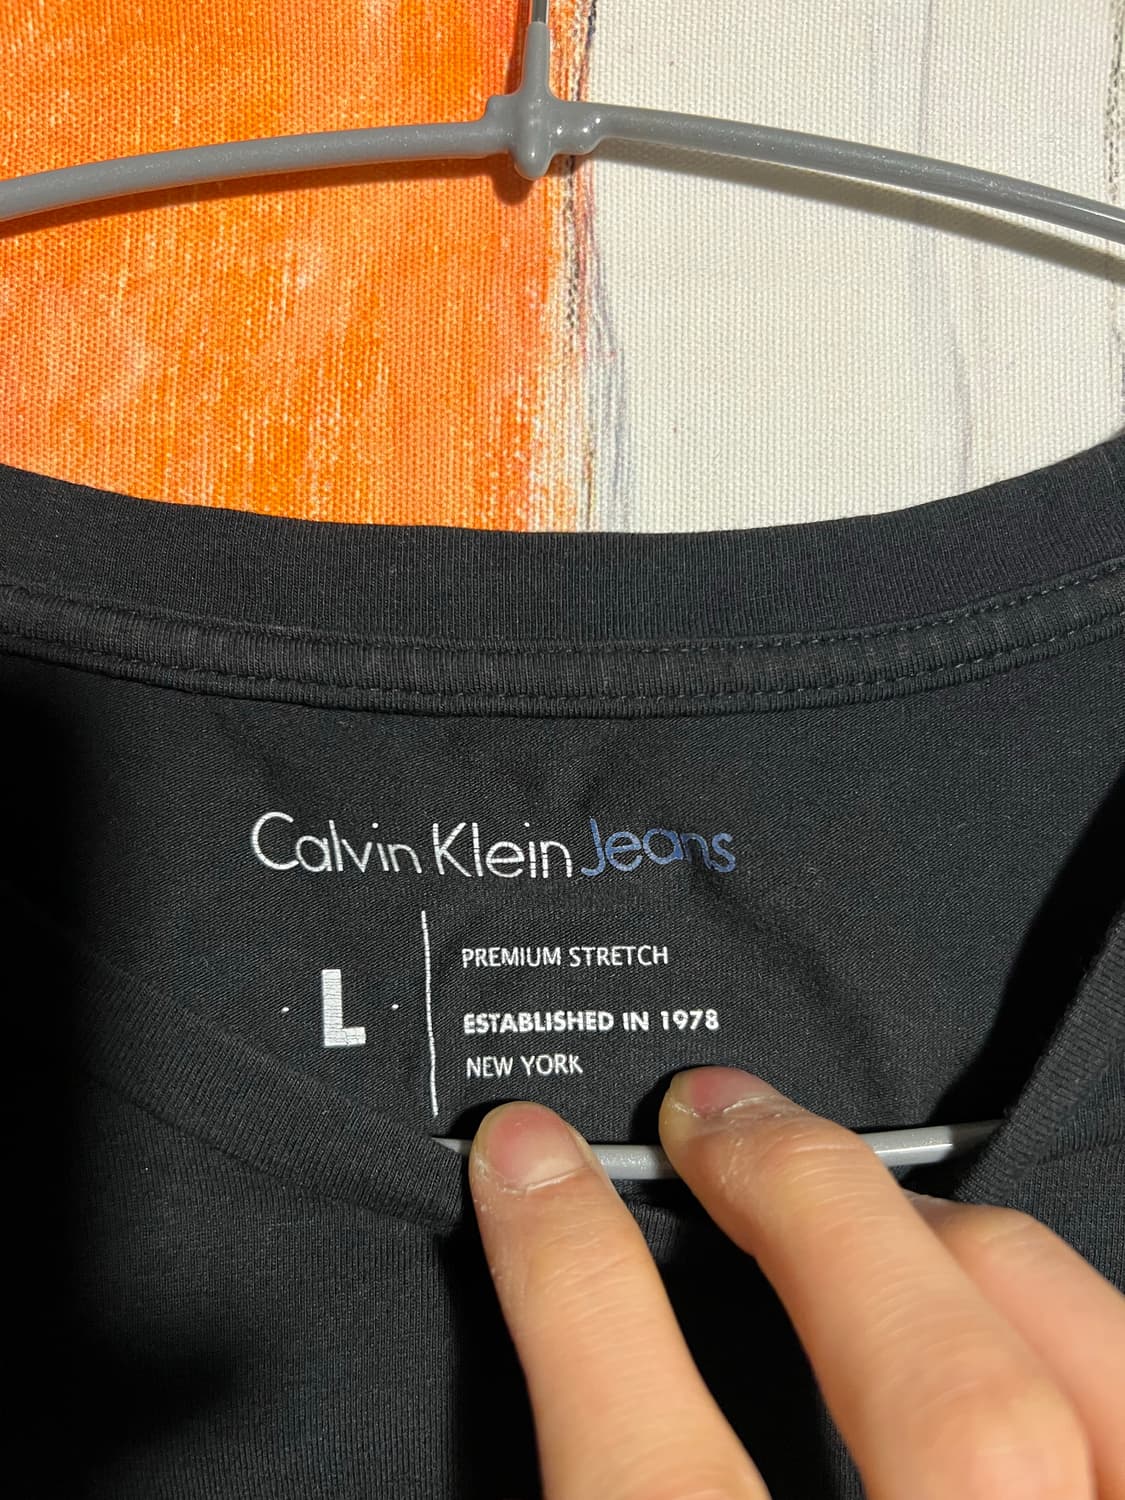 Calvin Klein Jeans
L
PREMIUM STRETCH
ESTABLISHED IN 1978
NEW YORK